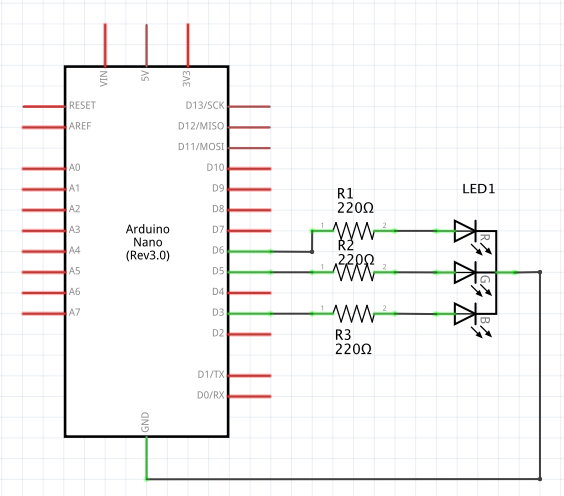 VIN
5V
3V3
RESET
AREF
A0
A1
A2
A3
A4
A5
A6
A7
Arduino
Nano
(Rev3.0)
D13/SCK
D12/MISO
D11/MOSI
D10
D9
D8
D7
D6
D5
D4
D3
D2
D1/TX
D0/RX
GND
R1
220Ω
1 2
R2
220Ω
1 2
1 2
R3
220Ω
LED1
R
G
B